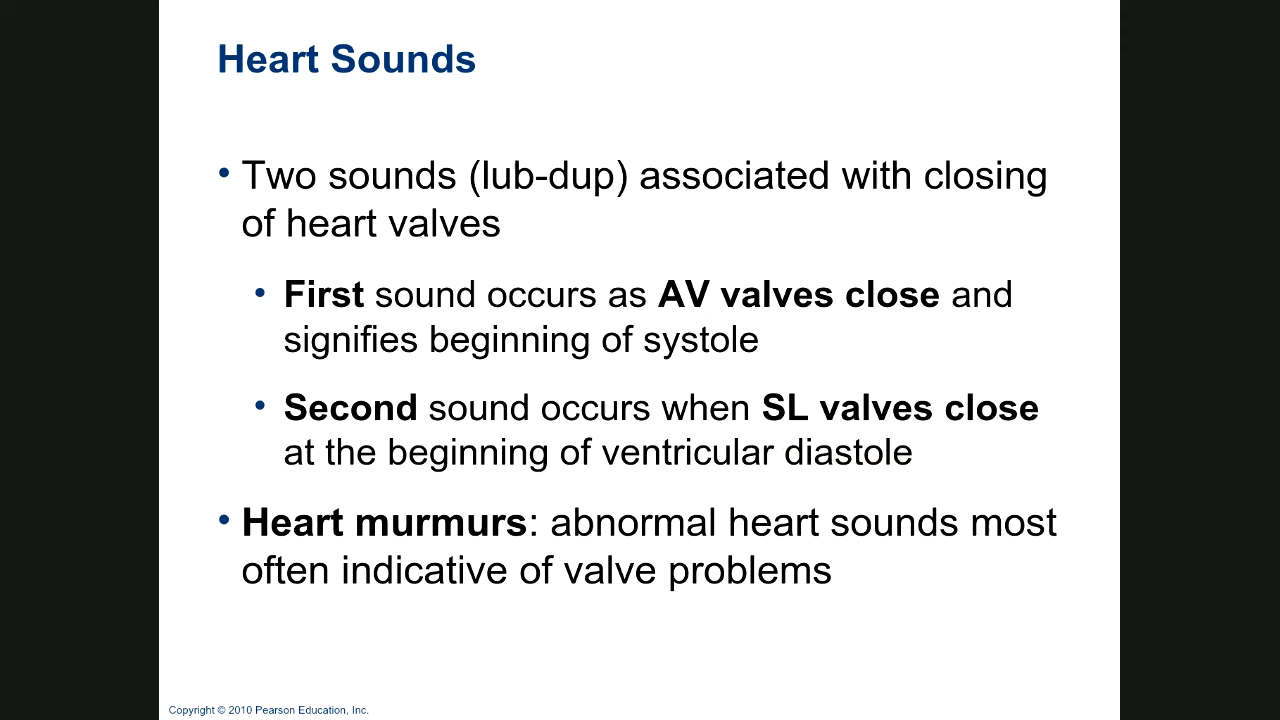 Heart Sounds
• Two sounds (lub-dup) associated with closing
of heart valves
• First sound occurs as AV valves close and
signifies beginning of systole
• Second sound occurs when SL valves close
at the beginning of ventricular diastole
• Heart murmurs: abnormal heart sounds most
often indicative of valve problems
Copyright © 2010 Pearson Education, Inc.